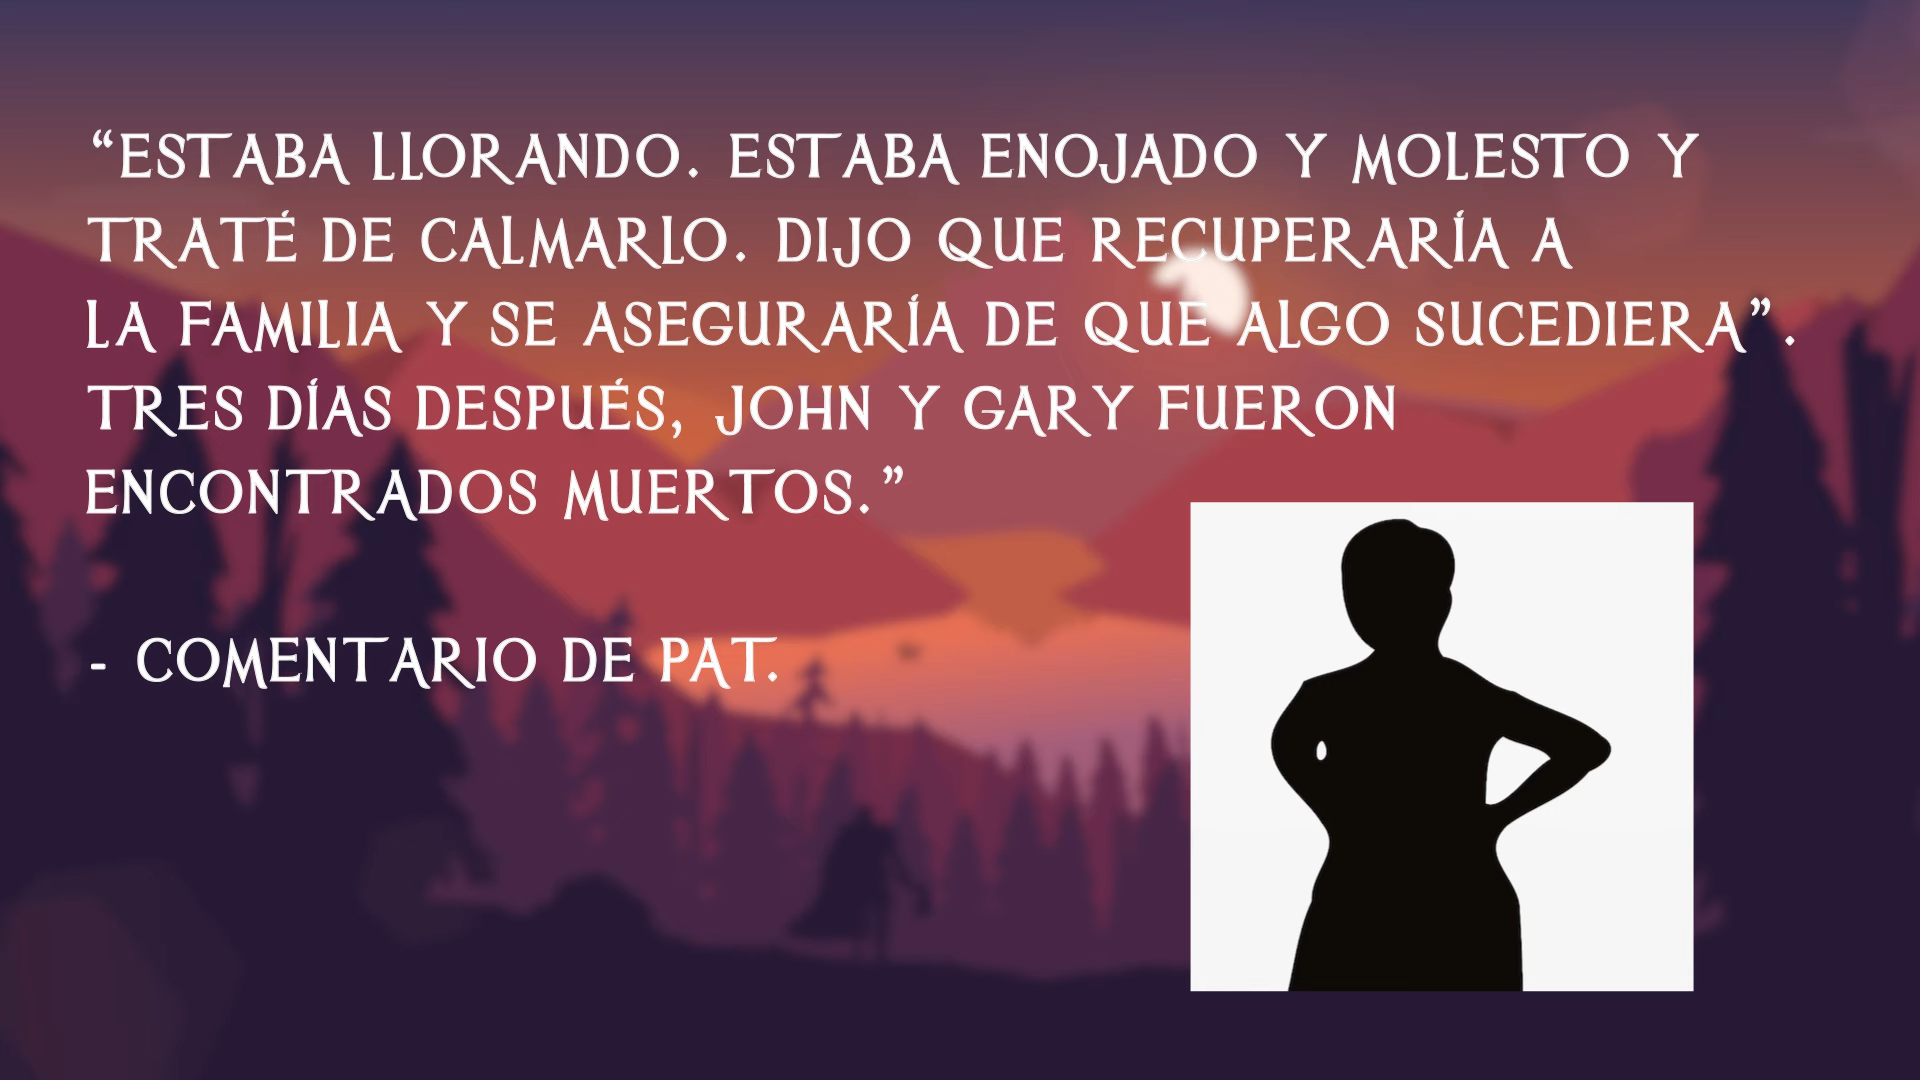 “ESTABA LLORANDO. ESTABA ENOJADO Y MOLESTO Y
TRATÉ DE CALMARLO. DIJO QUE RECUPERARÍA A
LA FAMILIA Y SE ASEGURARÍA DE QUE ALGO SUCEDIERA”.
TRES DÍAS DESPUÉS, JOHN Y GARY FUERON
ENCONTRADOS MUERTOS.”
- COMENTARIO DE PAT.